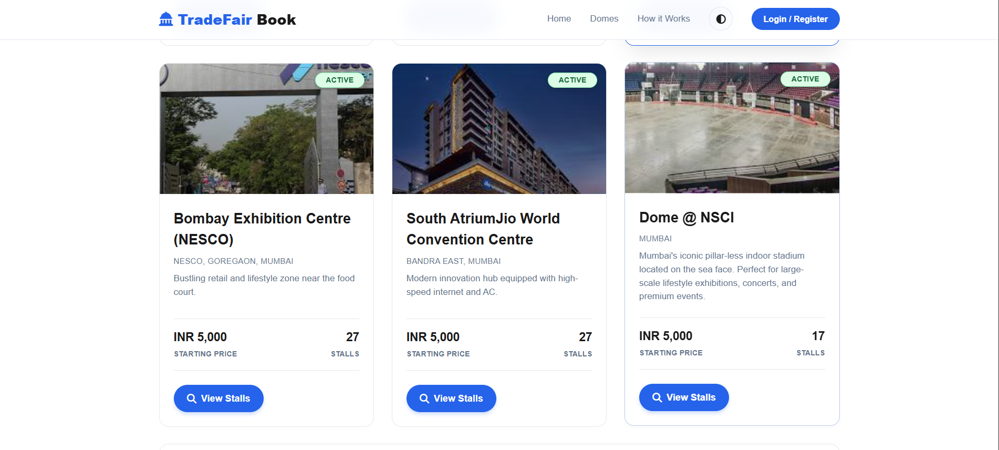 TradeFair Book
Home
Domes
How it Works
Login / Register
ACTIVE
Bombay Exhibition Centre
(NESCO)
NESCO, GOREGAON, MUMBAI
Bustling retail and lifestyle zone near the food
court.
INR 5,000
27
STARTING PRICE
STALLS
View Stalls
ACTIVE
South AtriumJio World
Convention Centre
BANDRA EAST, MUMBAI
Modern innovation hub equipped with high-
speed internet and AC.
INR 5,000
27
STARTING PRICE
STALLS
View Stalls
ACTIVE
Dome @ NSCI
MUMBAI
Mumbai's iconic pillar-less indoor stadium
located on the sea face. Perfect for large-
scale lifestyle exhibitions, concerts, and
premium events.
INR 5,000
17
STARTING PRICE
STALLS
View Stalls